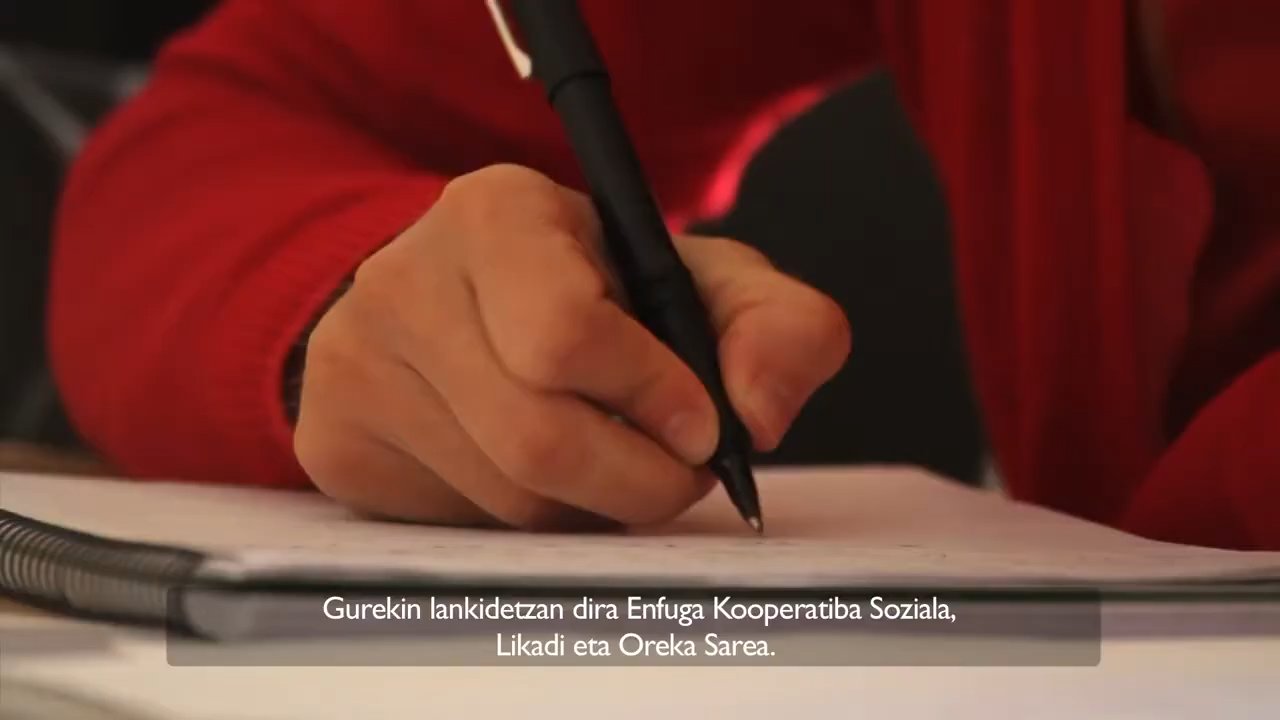 Gurekin lankidetzan dira Enfuga Kooperatiba Soziala,
Likadi eta Oreka Sarea.